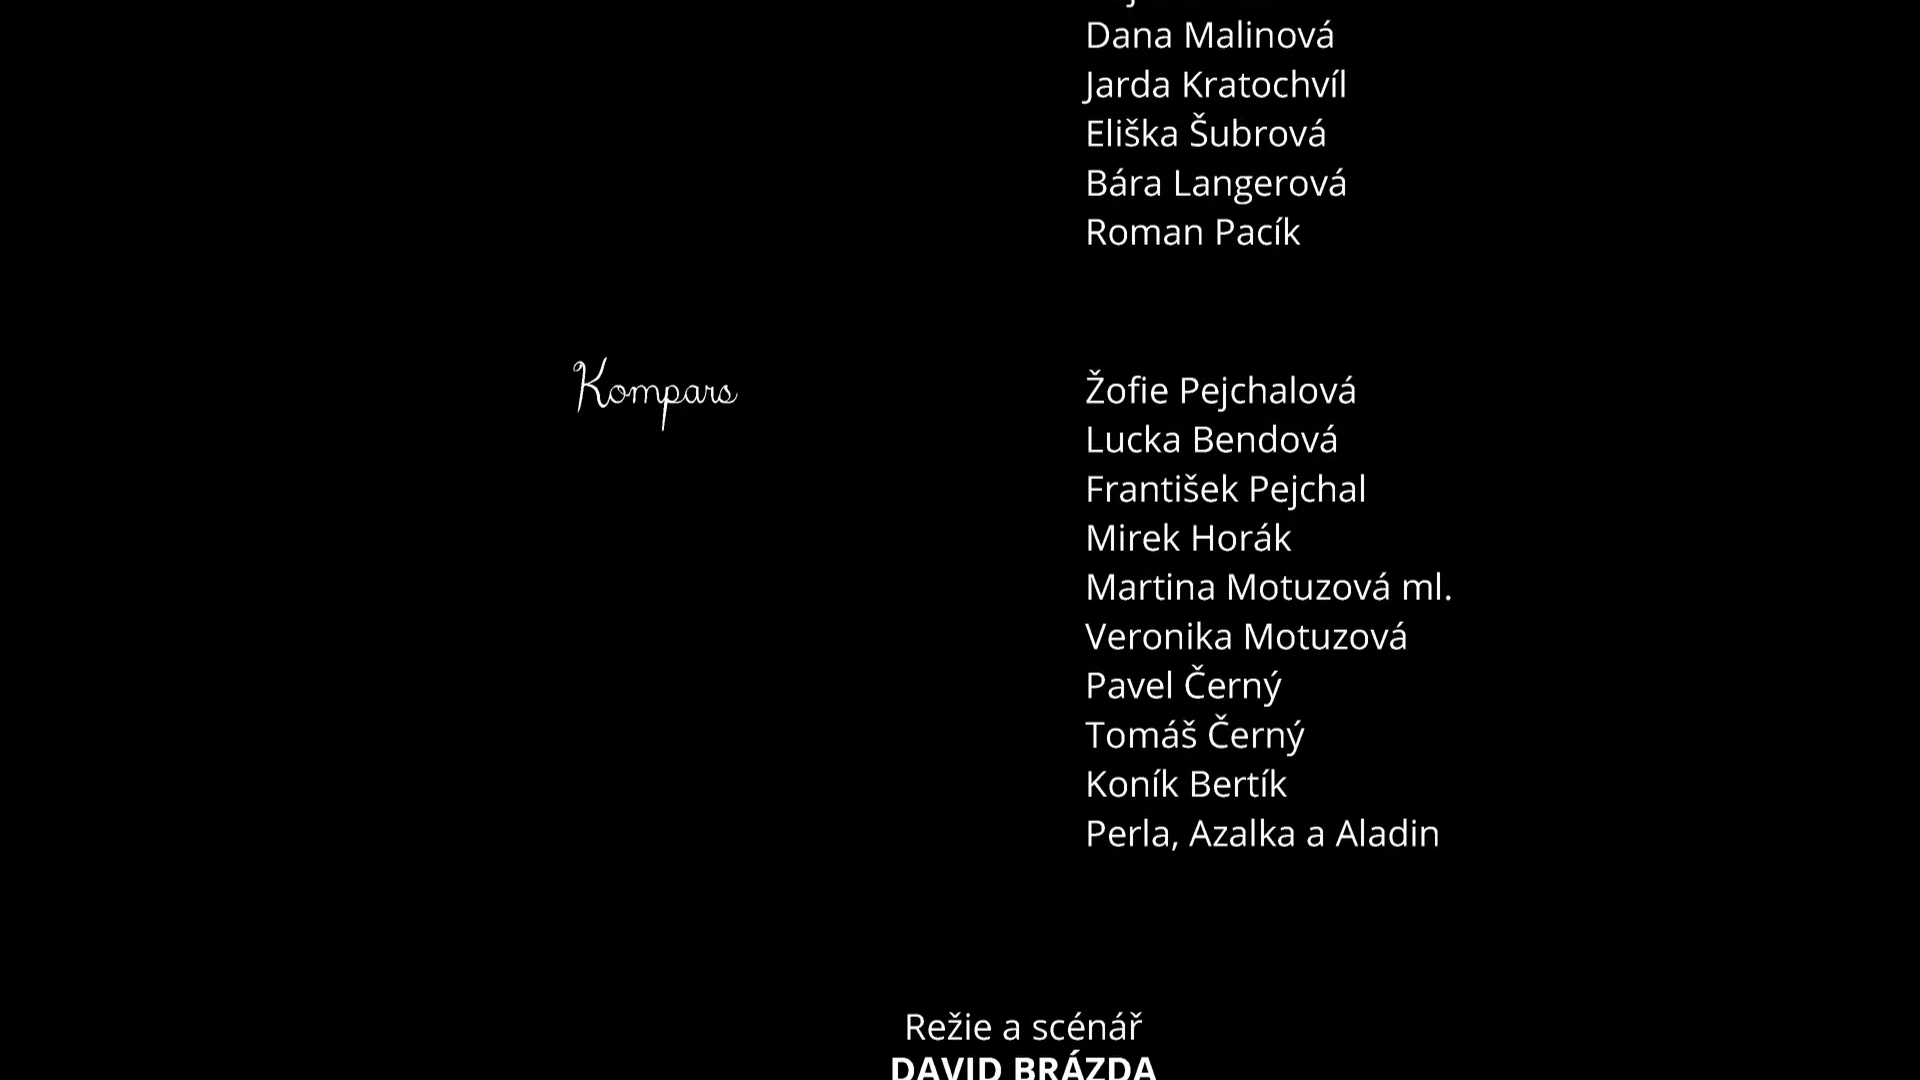 Dana Malinová
Jarda Kratochvíl
Eliška Šubrová
Bára Langerová
Roman Pacík
Kompars
Žofie Pejchalová
Lucka Bendová
František Pejchal
Mirek Horák
Martina Motuzová ml.
Veronika Motuzová
Pavel Černý
Tomáš Černý
Koník Bertík
Perla, Azalka a Aladin
Režie a scénář
DAVID BRÁZDA